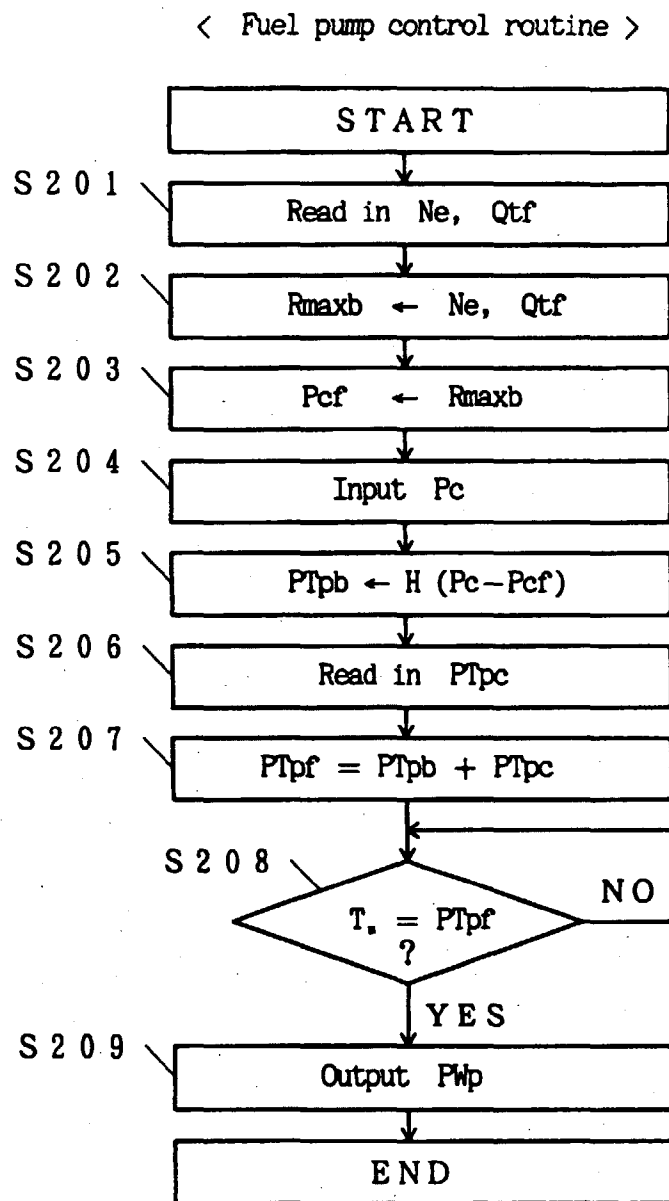 < Fuel pump control routine >
START
S201
Read in Ne, Qtf
S202
Rmaxb ← Ne, Qtf
S203
Pcf ← Rmaxb
S204
Input Pc
S205
PTpb ← H (Pc-Pcf)
S206
Read in PTpc
S207
PTpf = PTpb + PTpc
S208
= PTpf
?
NO
YES
S209
Output PWp
END